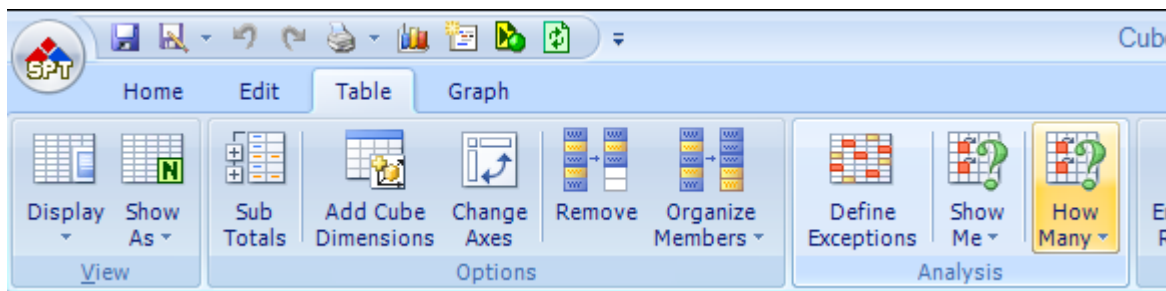 Cube
SPT
Home Edit Table Graph
Display Show As Sub Totals Add Cube Dimensions Change Axes Remove Organize Members Define Exceptions Show Me How Many
View Options Analysis